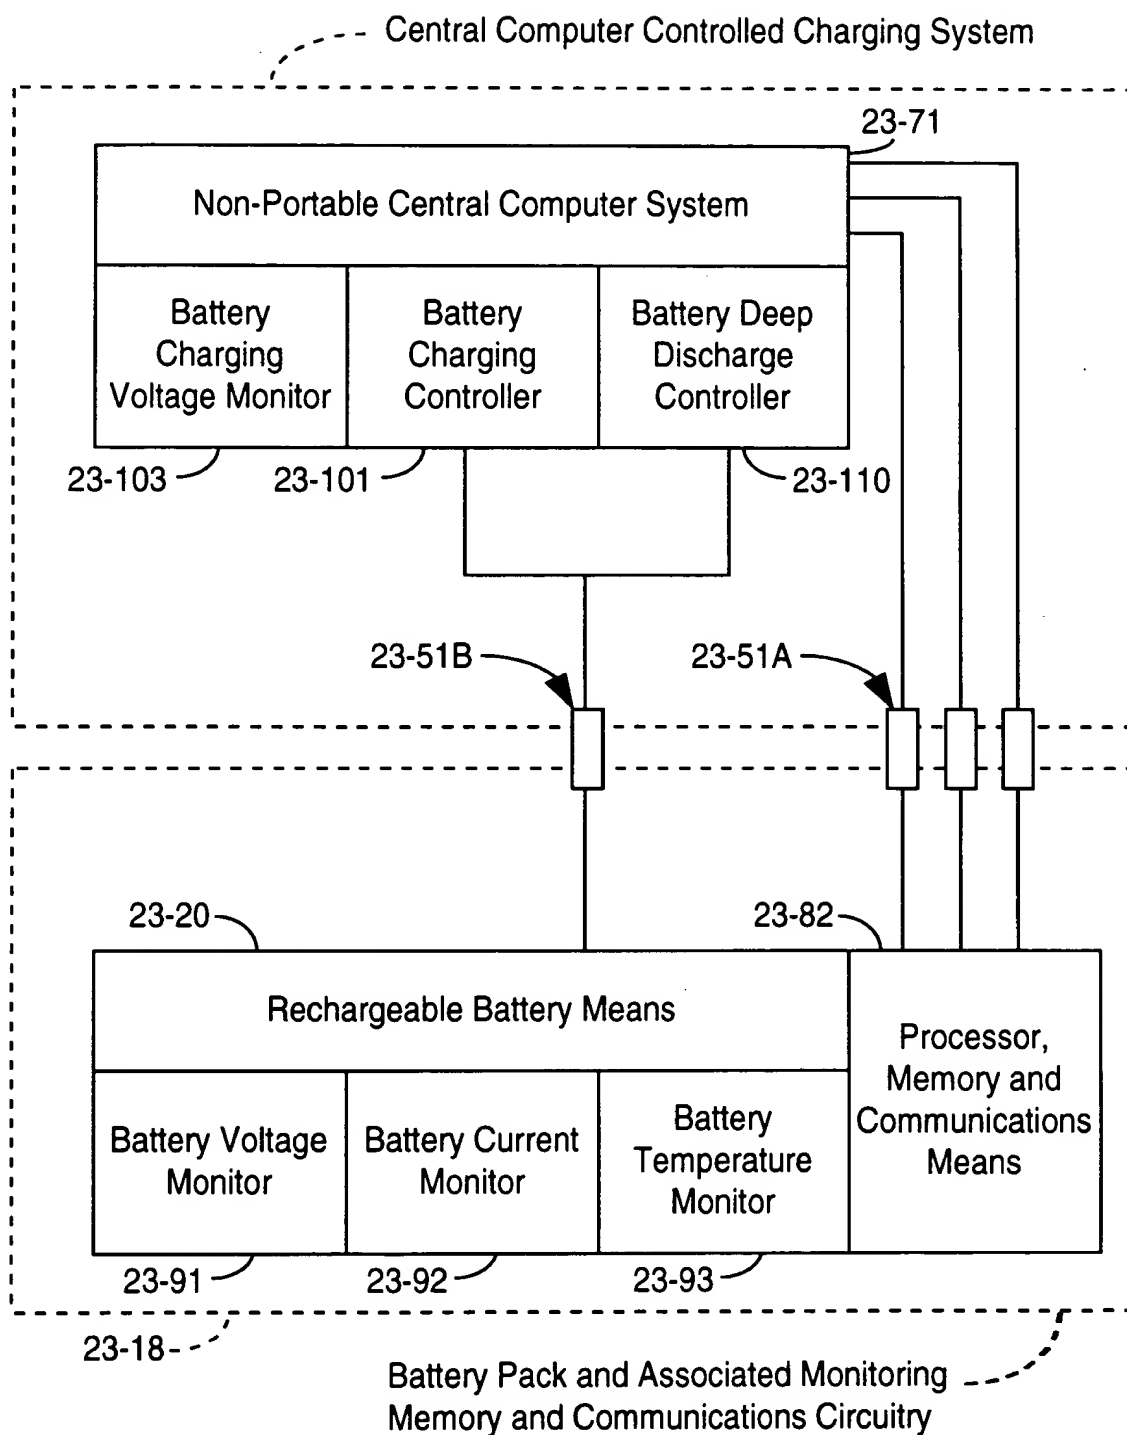 Central Computer Controlled Charging System
23-71
Non-Portable Central Computer System
Battery
Charging
Voltage Monitor
Battery
Charging
Controller
Battery Deep
Discharge
Controller
23-103
23-101
23-110
23-51B
23-51A
23-20
23-82
Rechargeable Battery Means
Processor,
Memory and
Communications
Means
Battery Voltage
Monitor
Battery Current
Monitor
Battery
Temperature
Monitor
23-91
23-92
23-93
23-18
Battery Pack and Associated Monitoring
Memory and Communications Circuitry